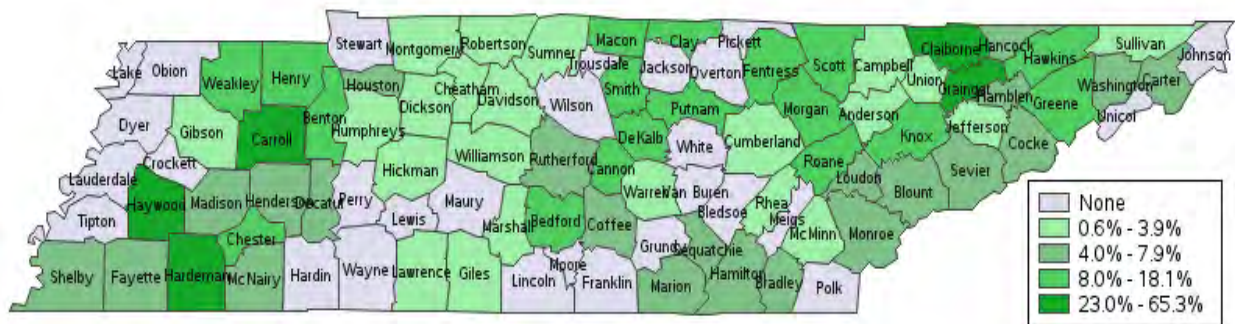 Lake
Obion
Weakley
Henry
Stewart
Montgomery
Robertson
Sumner
Macon
Clay
Pickett
Trousdale
Jackson
Overton
Fentress
Scott
Campbell
Claiborne
Hancock
Hawkins
Sullivan
Johnson
Union
Grainger
Hamblen
Washington
Carter
Greene
Unicoi
Houston
Cheatham
Davidson
Dickson
Wilson
Smith
Putnam
Morgan
Anderson
Knox
Jefferson
Cocke
Dyer
Gibson
Crockett
Carroll
Benton
Humphreys
Hickman
Williamson
Rutherford
DeKalb
Cannon
White
Cumberland
Roane
Loudon
Blount
Sevier
Lauderdale
Haywood
Madison
Henderson
Decatur
Perry
Lewis
Maury
Marshall
Bedford
Coffee
Warren
Van Buren
Bledsoe
Rhea
Meigs
McMinn
Monroe
Tipton
Chester
Shelby
Fayette
Hardeman
McNairy
Hardin
Wayne
Lawrence
Giles
Lincoln
Moore
Franklin
Grund
Sequatchie
Marion
Hamilton
Bradley
Polk
None
0.6% - 3.9%
4.0% - 7.9%
8.0% - 18.1%
23.0% - 65.3%